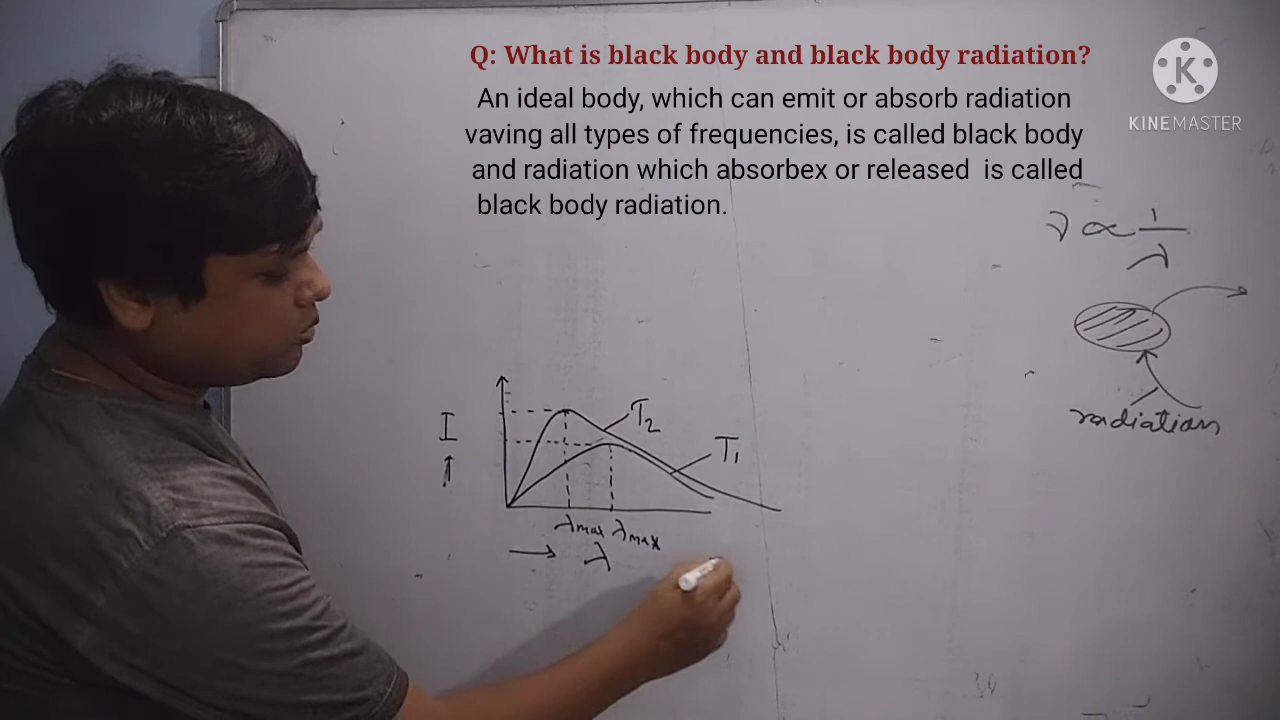 Q: What is black body and black body radiation?
An ideal body, which can emit or absorb radiation
vaving all types of frequencies, is called black body
and radiation which absorbex or released is called
black body radiation.
K
KINEMASTER
ν ∝ 1/λ
radiation
I
T₂
T₁
λmax λmax
λ